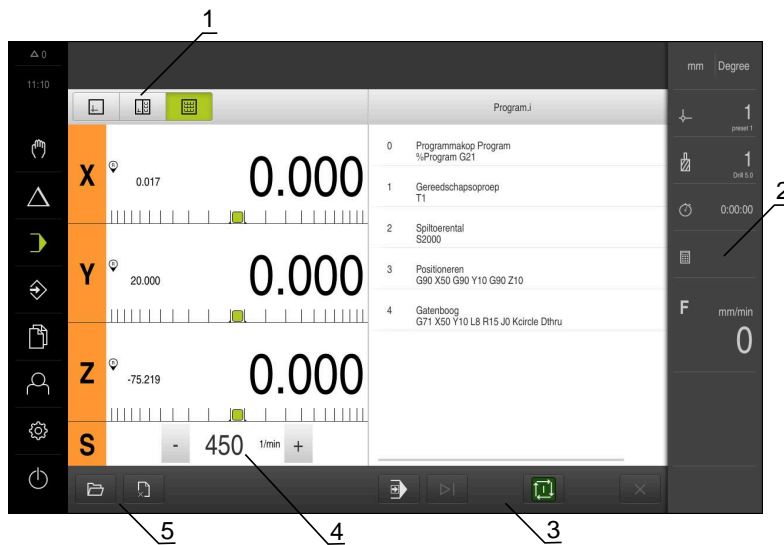 1
△ 0
mm Degree
11:10
Program.i
1
preset 1
X
R
0.017
0.000
0 Programmakop Program
%Program G21
1 Gereedschapsoproep
T1
2 Spiltoerental
S2000
3 Positioneren
G90 X50 G90 Y10 G90 Z10
4 Gatenboog
G71 X50 Y10 L8 R15 J0 Kcircle Dthru
1
Drill 5.0
2
0:00:00
Y
R
20.000
0.000
F mm/min
0
Z
R
-75.219
0.000
S - 450 1/min +
5
4
3